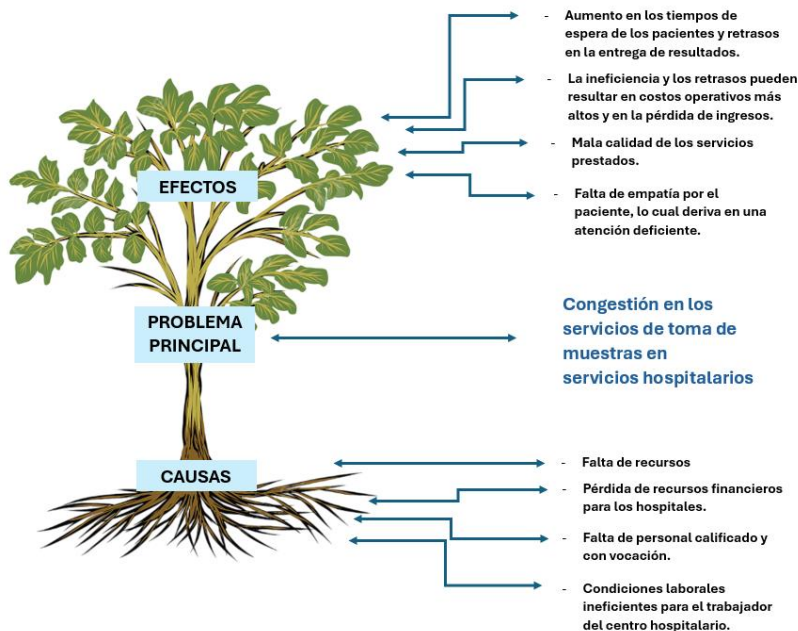 - Aumento en los tiempos de
espera de los pacientes y retrasos
en la entrega de resultados.
- La ineficiencia y los retrasos pueden
resultar en costos operativos más
altos y en la pérdida de ingresos.
- Mala calidad de los servicios
prestados.
EFECTOS
- Falta de empatía por el
paciente, lo cual deriva en una
atención deficiente.
PROBLEMA
PRINCIPAL
Congestión en los
servicios de toma de
muestras en
servicios hospitalarios
CAUSAS
- Falta de recursos
- Pérdida de recursos financieros
para los hospitales.
- Falta de personal calificado y
con vocación.
- Condiciones laborales
ineficientes para el trabajador
del centro hospitalario.